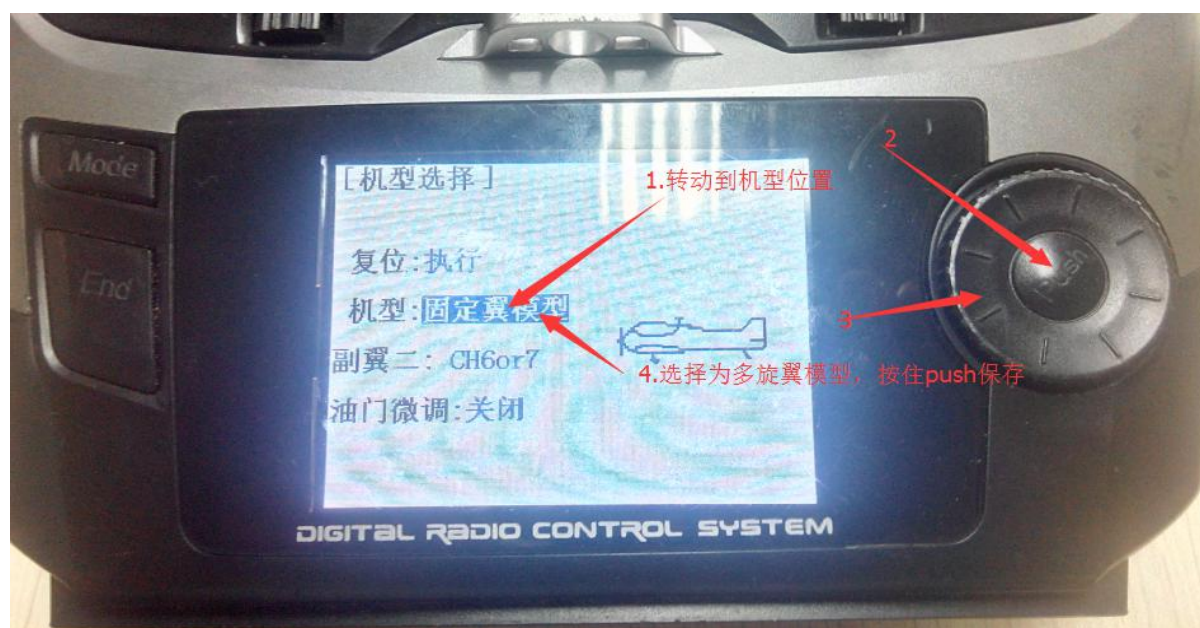 Mode
End
[机型选择]
1.转动到机型位置
2
复位:执行
机型:固定翼模型
Push
3
副翼二: CH6or7
4.选择为多旋翼模型，按住push保存
油门微调:关闭
DIGITAL RADIO CONTROL SYSTEM